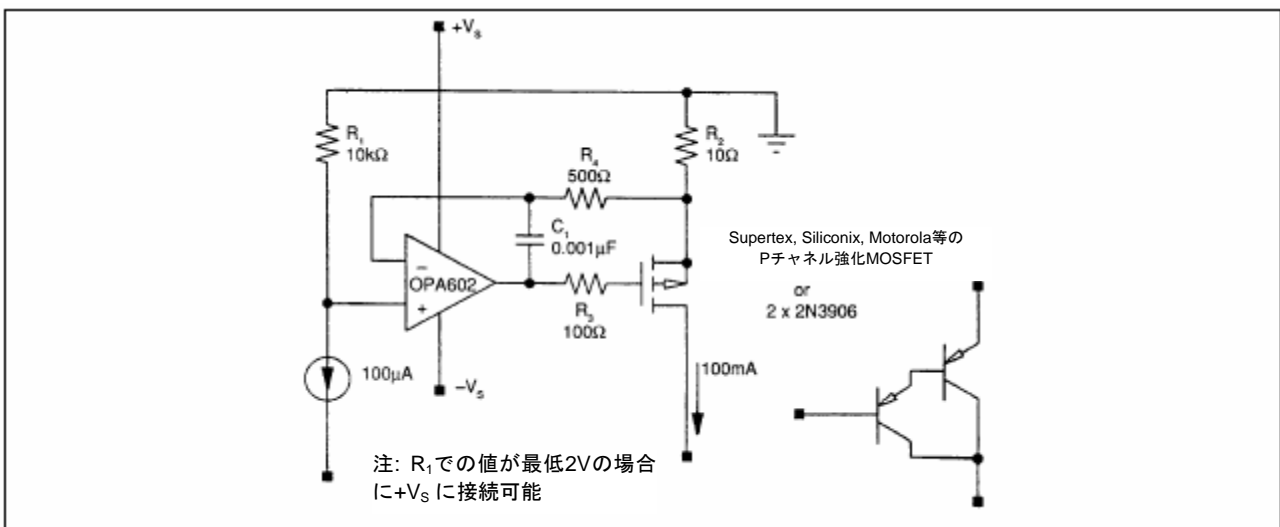 +Vs
R₁
10kΩ
R₂
10Ω
R₄
500Ω
C₁
0.001μF
Supertex, Siliconix, Motorola等の
Pチャネル強化MOSFET
−
OPA602
+
or
2 x 2N3906
R₃
100Ω
100μA
−Vs
100mA
注: R₁での値が最低2Vの場合
に+Vs に接続可能